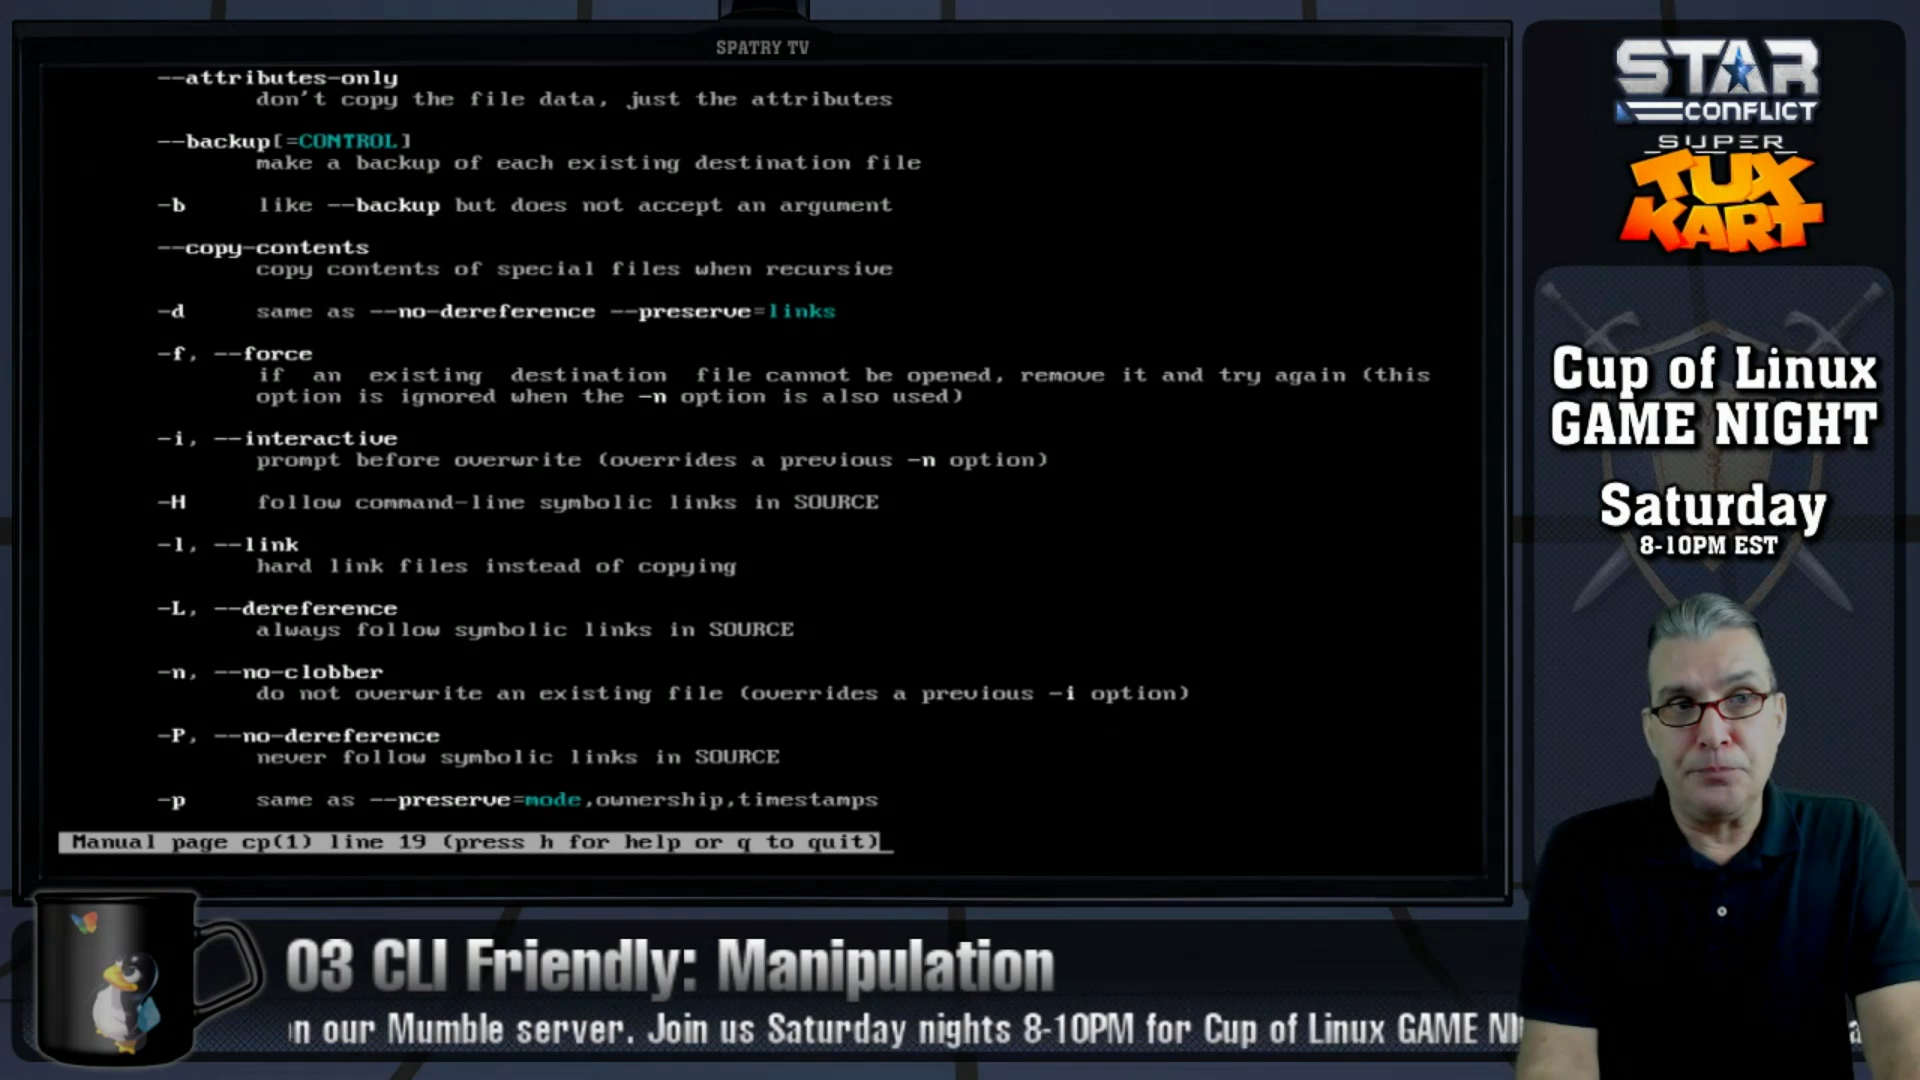 SPATRY TV
--attributes-only
don't copy the file data, just the attributes
--backup[=CONTROL]
make a backup of each existing destination file
-b like --backup but does not accept an argument
--copy-contents
copy contents of special files when recursive
-d same as --no-dereference --preserve=links
-f, --force
if an existing destination file cannot be opened, remove it and try again (this
option is ignored when the -n option is also used)
-i, --interactive
prompt before overwrite (overrides a previous -n option)
-H follow command-line symbolic links in SOURCE
-l, --link
hard link files instead of copying
-L, --dereference
always follow symbolic links in SOURCE
-n, --no-clobber
do not overwrite an existing file (overrides a previous -i option)
-P, --no-dereference
never follow symbolic links in SOURCE
-p same as --preserve=mode,ownership,timestamps
Manual page cp(1) line 19 (press h for help or q to quit)
STAR
CONFLICT
SUPER
TUX
KART
Cup of Linux
GAME NIGHT
Saturday
8-10PM EST
03 CLI Friendly: Manipulation
n our Mumble server. Join us Saturday nights 8-10PM for Cup of Linux GAME